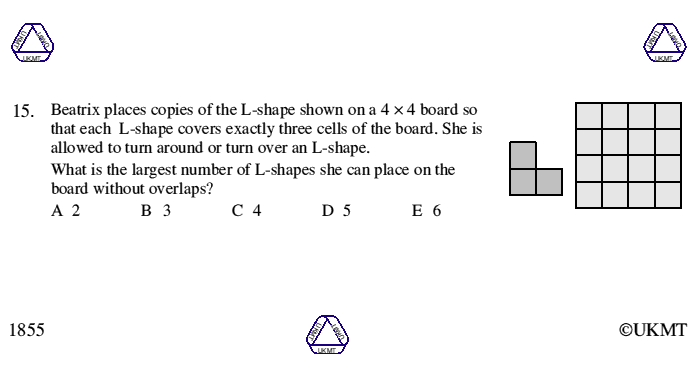 UKMT UKMT UKMT
UKMT UKMT UKMT
15. Beatrix places copies of the L-shape shown on a 4 × 4 board so
that each L-shape covers exactly three cells of the board. She is
allowed to turn around or turn over an L-shape.
What is the largest number of L-shapes she can place on the
board without overlaps?
A 2 B 3 C 4 D 5 E 6
1855
UKMT UKMT UKMT
©UKMT